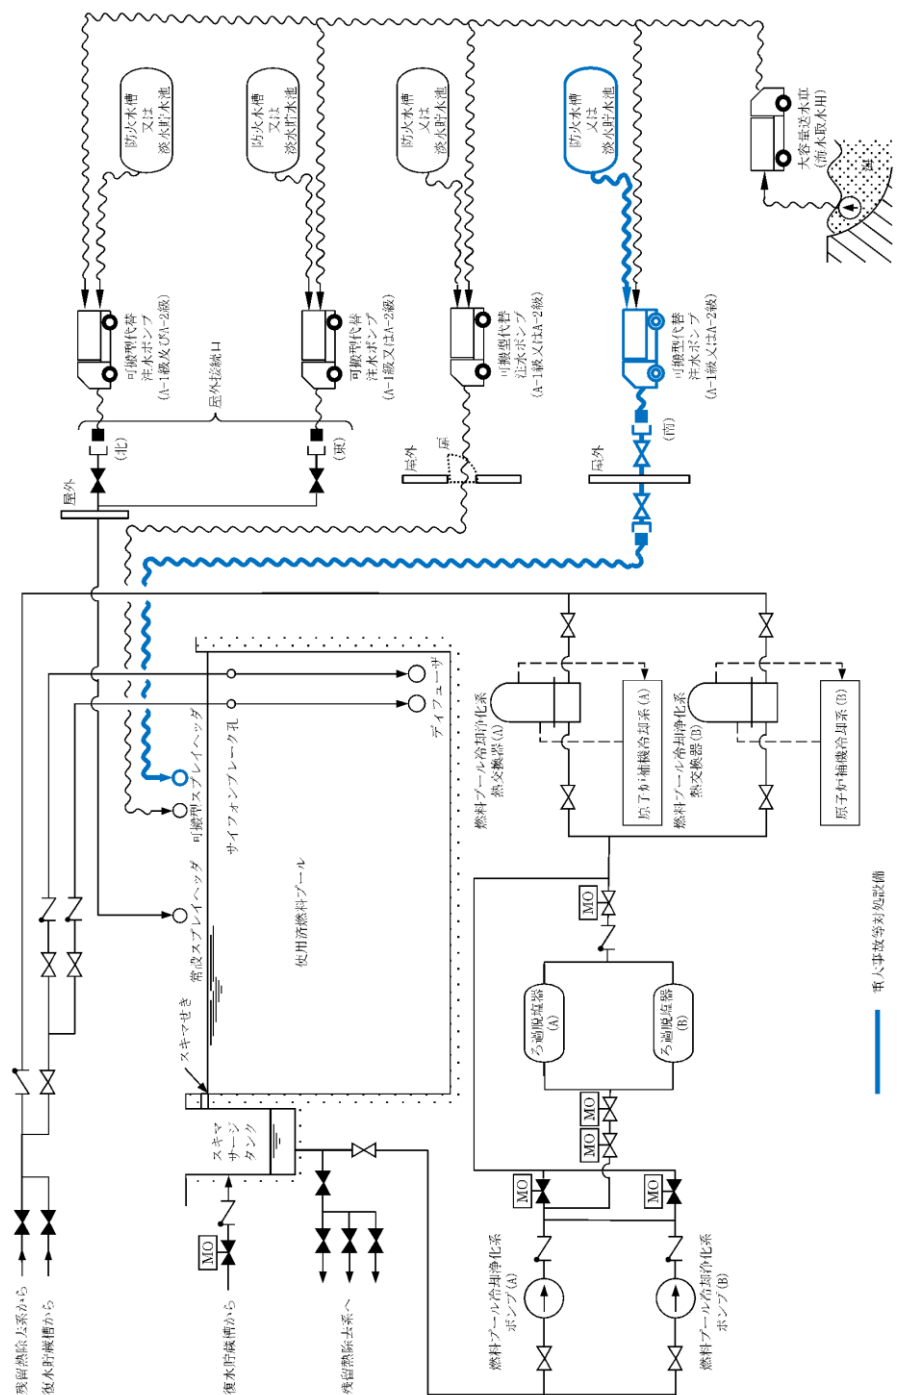 残留熱除去系から
復水貯蔵槽から
復水貯蔵槽から
残留熱除去系へ
MO
スキマ
サージ
タンク
スキマせき
常設スプレイヘッダ
可搬型スプレイヘッダ
サイフォンブレーク孔
使用済燃料プール
ディフューザ
屋外
(北)
(東)
屋外接続口
可搬型代替
注水ポンプ
(A-1級及びA-2級)
防火水槽
又は
淡水貯水池
可搬型代替
注水ポンプ
(A-1級又はA-2級)
防火水槽
又は
淡水貯水池
屋外
扉
可搬型代替
注水ポンプ
(A-1級又はA-2級)
防火水槽
又は
淡水貯水池
屋外
(南)
可搬型代替
注水ポンプ
(A-1級又はA-2級)
防火水槽
又は
淡水貯水池
大容量送水車
(海水取水用)
海
燃料プール冷却浄化系
ポンプ(A)
燃料プール冷却浄化系
ポンプ(B)
MO
MO
MO
MO
ろ過脱塩器
(A)
ろ過脱塩器
(B)
MO
燃料プール冷却浄化系
熱交換器(A)
原子炉補機冷却系(A)
燃料プール冷却浄化系
熱交換器(B)
原子炉補機冷却系(B)
重大事故等対処設備